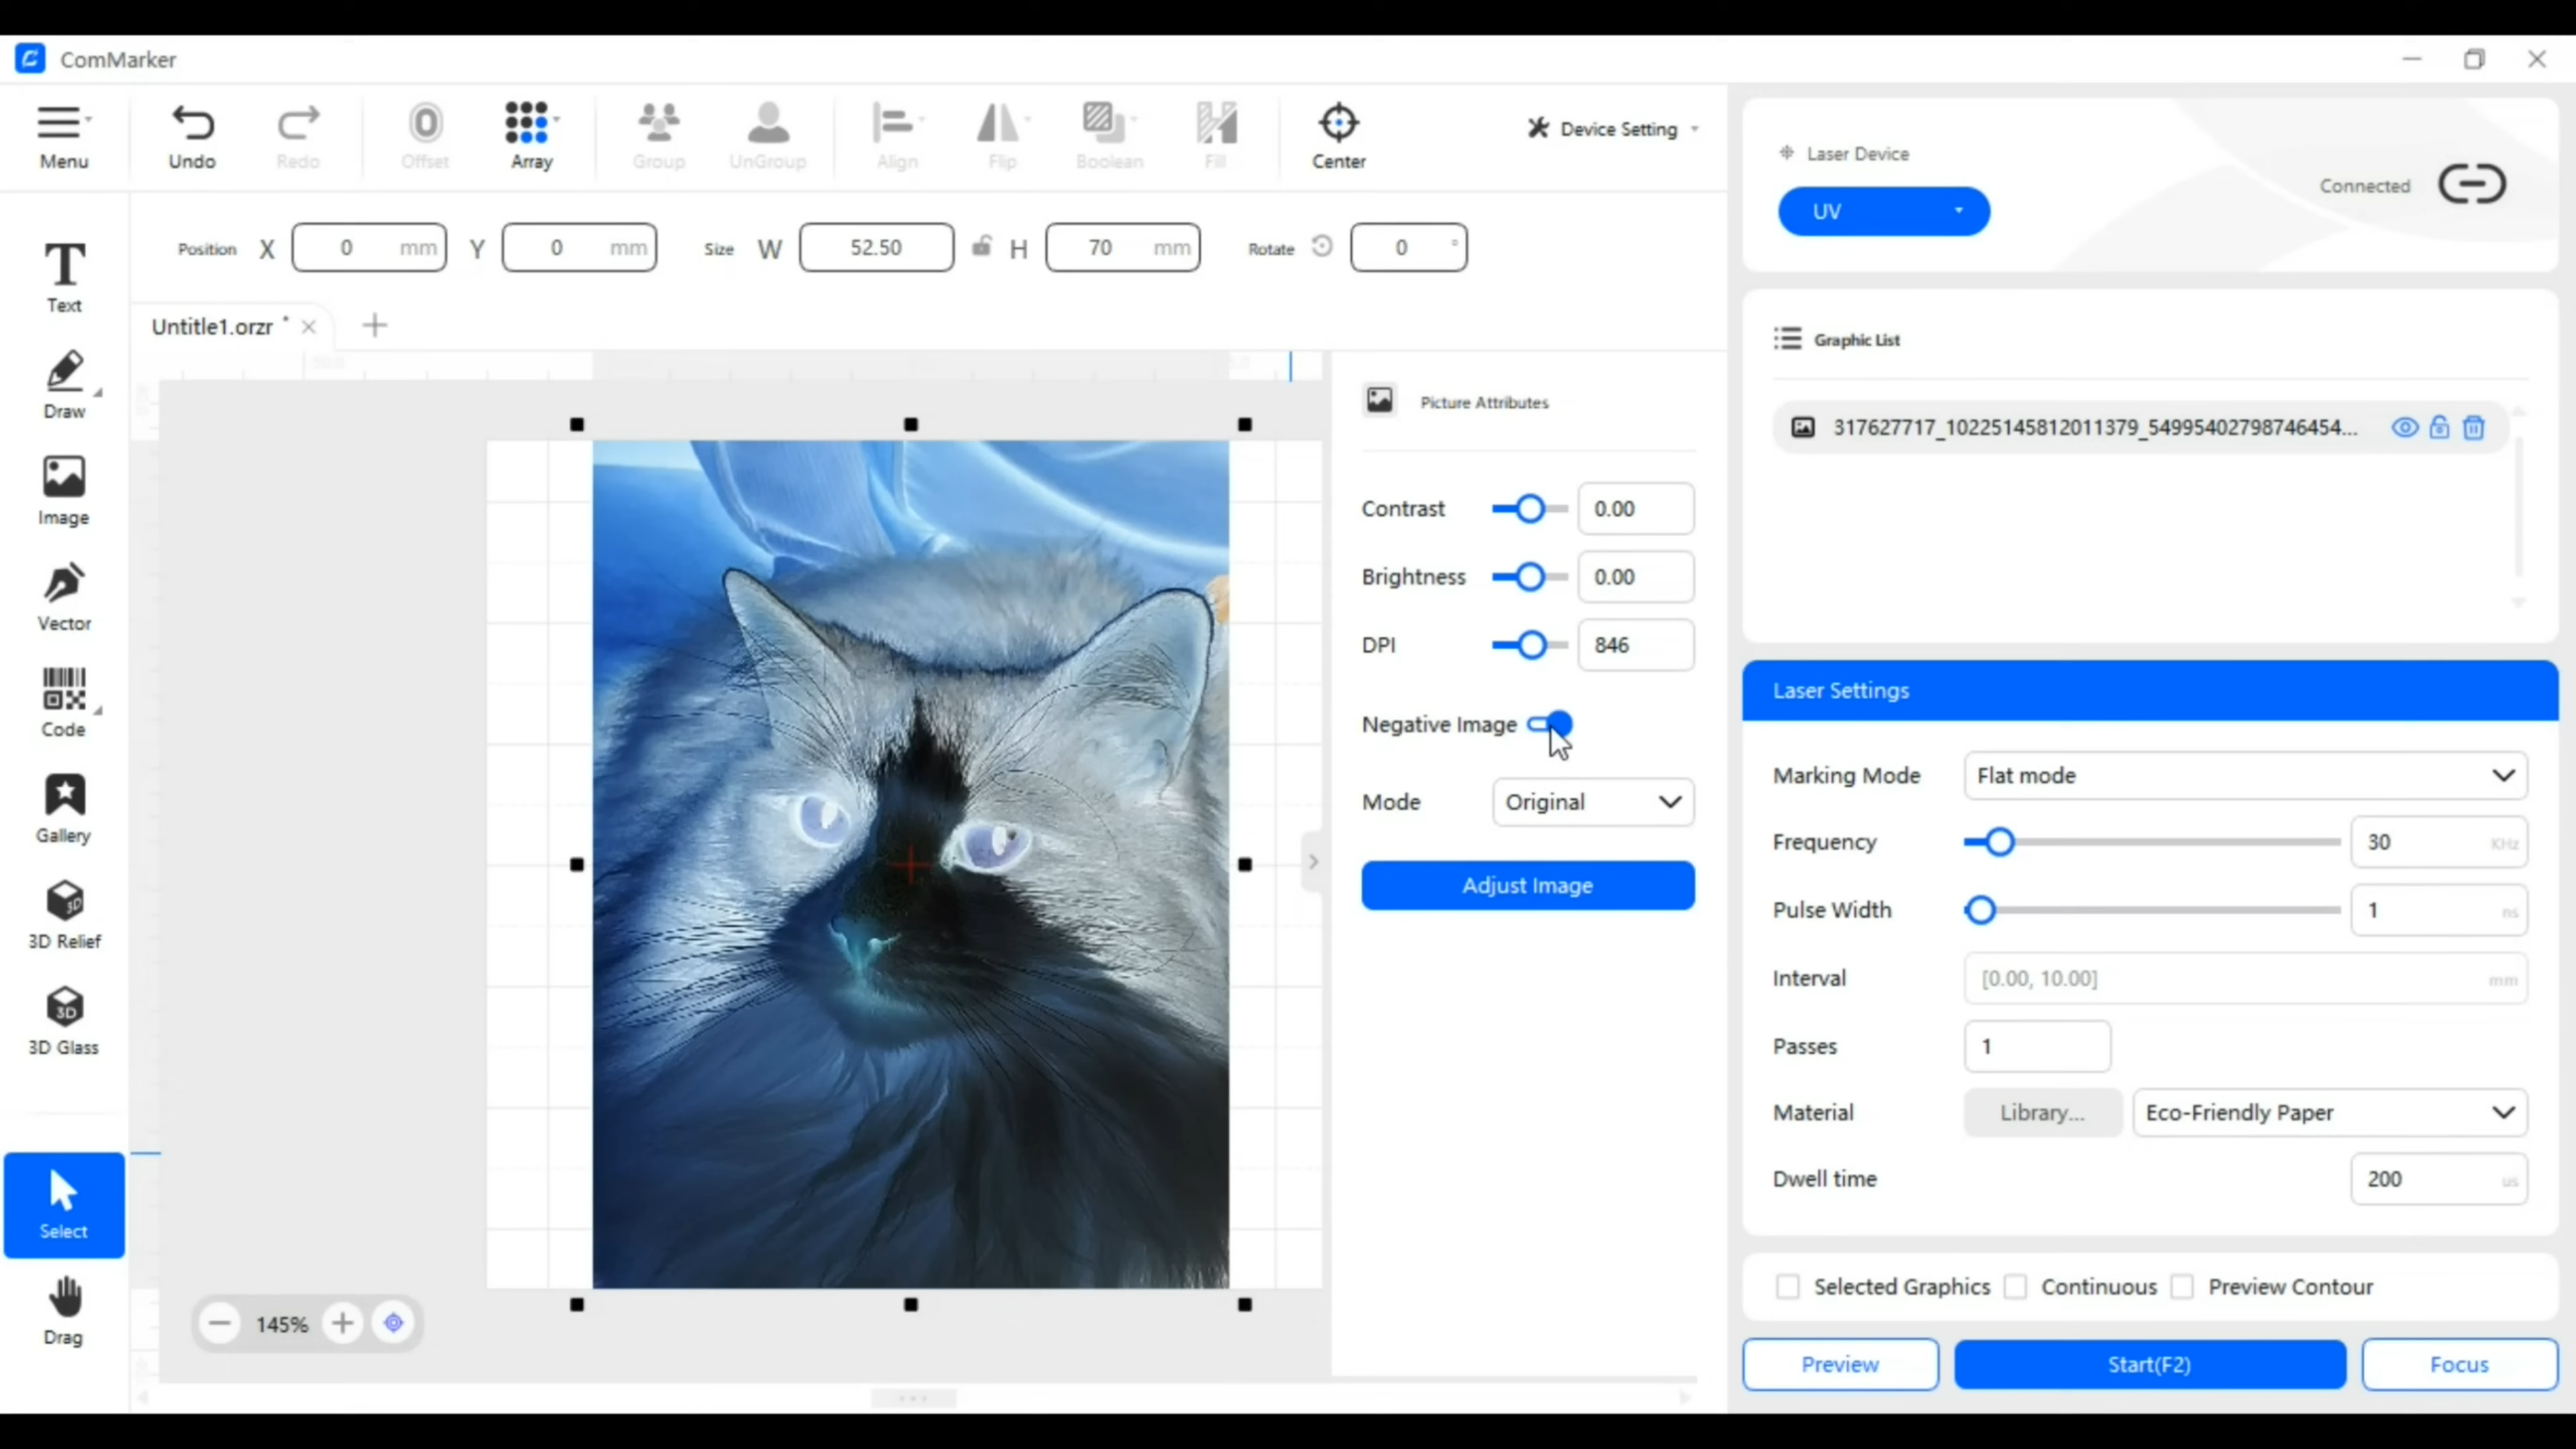 ComMarker
Menu
Undo
Redo
Offset
Array
Group
UnGroup
Align
Flip
Boolean
Fill
Center
Device Setting
Position X 0 mm Y 0 mm Size W 52.50 H 70 mm Rotate 0 °
Untitle1.orzr *
Text
Draw
Image
Vector
Code
Gallery
3D Relief
3D Glass
Select
Drag
145%
Picture Attributes
Contrast 0.00
Brightness 0.00
DPI 846
Negative Image
Mode Original
Adjust Image
Laser Device
UV
Connected
Graphic List
317627717_10225145812011379_54995402798746454...
Laser Settings
Marking Mode Flat mode
Frequency 30 KHz
Pulse Width 1 ns
Interval [0.00, 10.00] mm
Passes 1
Material Library... Eco-Friendly Paper
Dwell time 200 us
Selected Graphics Continuous Preview Contour
Preview Start(F2) Focus